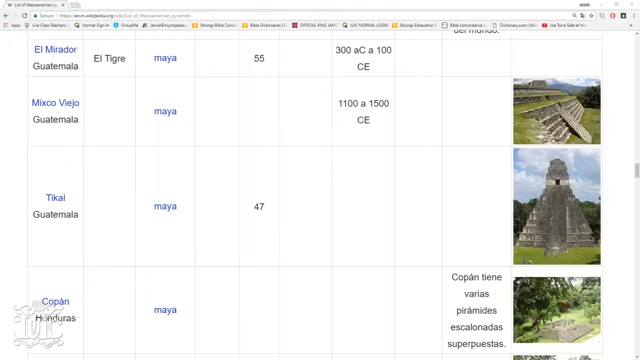 List of Mesoamerican pyramids
Secure
https://en.m.wikipedia.org/wiki/List_of_Mesoamerican_pyramids
del mundo.
El Mirador
Guatemala
El Tigre
maya
55
300 aC a 100
CE
Mixco Viejo
Guatemala
maya
1100 a 1500
CE
Tikal
Guatemala
maya
47
Copán
Honduras
maya
Copán tiene
varias
pirámides
escalonadas
superpuestas.